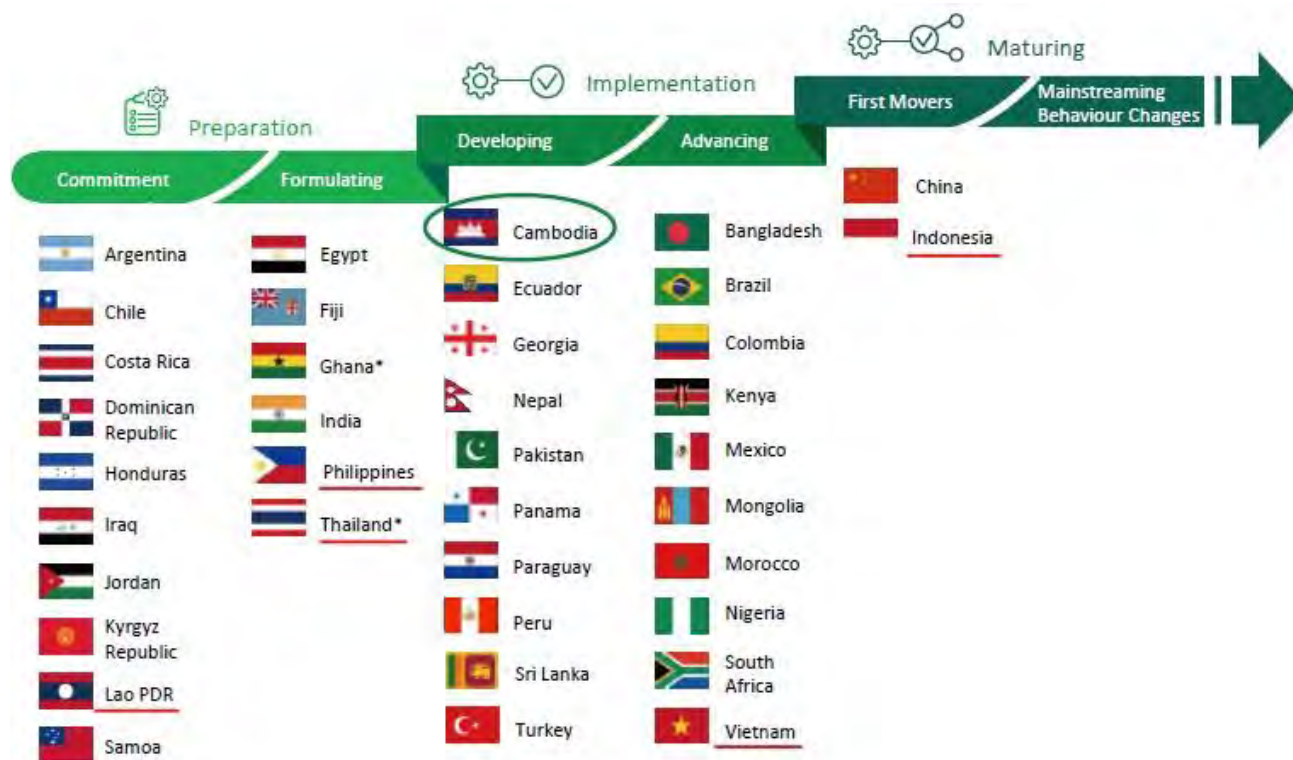 Preparation
Implementation
Maturing
Commitment
Formulating
Developing
Advancing
First Movers
Mainstreaming
Behaviour Changes
Argentina
Chile
Costa Rica
Dominican
Republic
Honduras
Iraq
Jordan
Kyrgyz
Republic
Lao PDR
Samoa
Egypt
Fiji
Ghana*
India
Philippines
Thailand*
Cambodia
Ecuador
Georgia
Nepal
Pakistan
Panama
Paraguay
Peru
Sri Lanka
Turkey
Bangladesh
Brazil
Colombia
Kenya
Mexico
Mongolia
Morocco
Nigeria
South
Africa
Vietnam
China
Indonesia